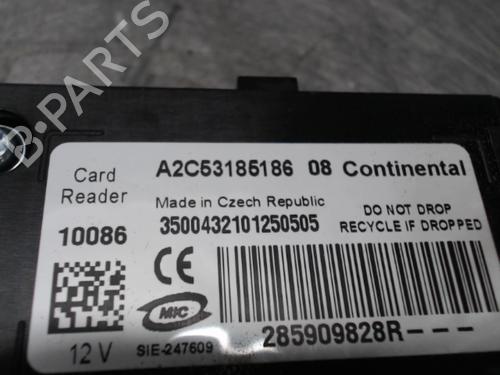 B-PARTS
Card
Reader
A2C53185186 08 Continental
Made in Czech Republic
DO NOT DROP
10086
3500432101250505
RECYCLE IF DROPPED
CE
MIC
12 V
SIE-247609
285909828R---